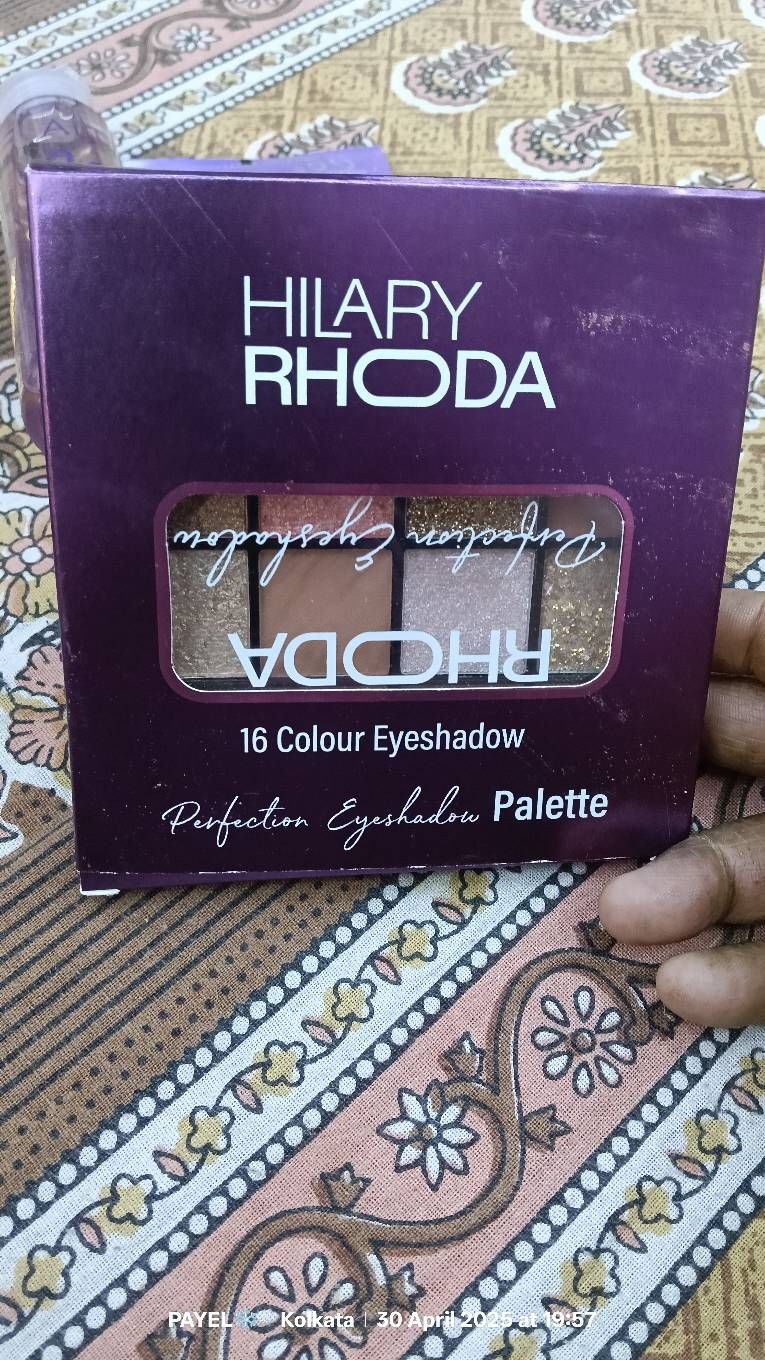 HILARY
RHODA
Perfection Eyeshadow
RHODA
16 Colour Eyeshadow
Perfection Eyeshadow Palette
PAYEL❄️ Kolkata | 30 April 2025 at 19:57